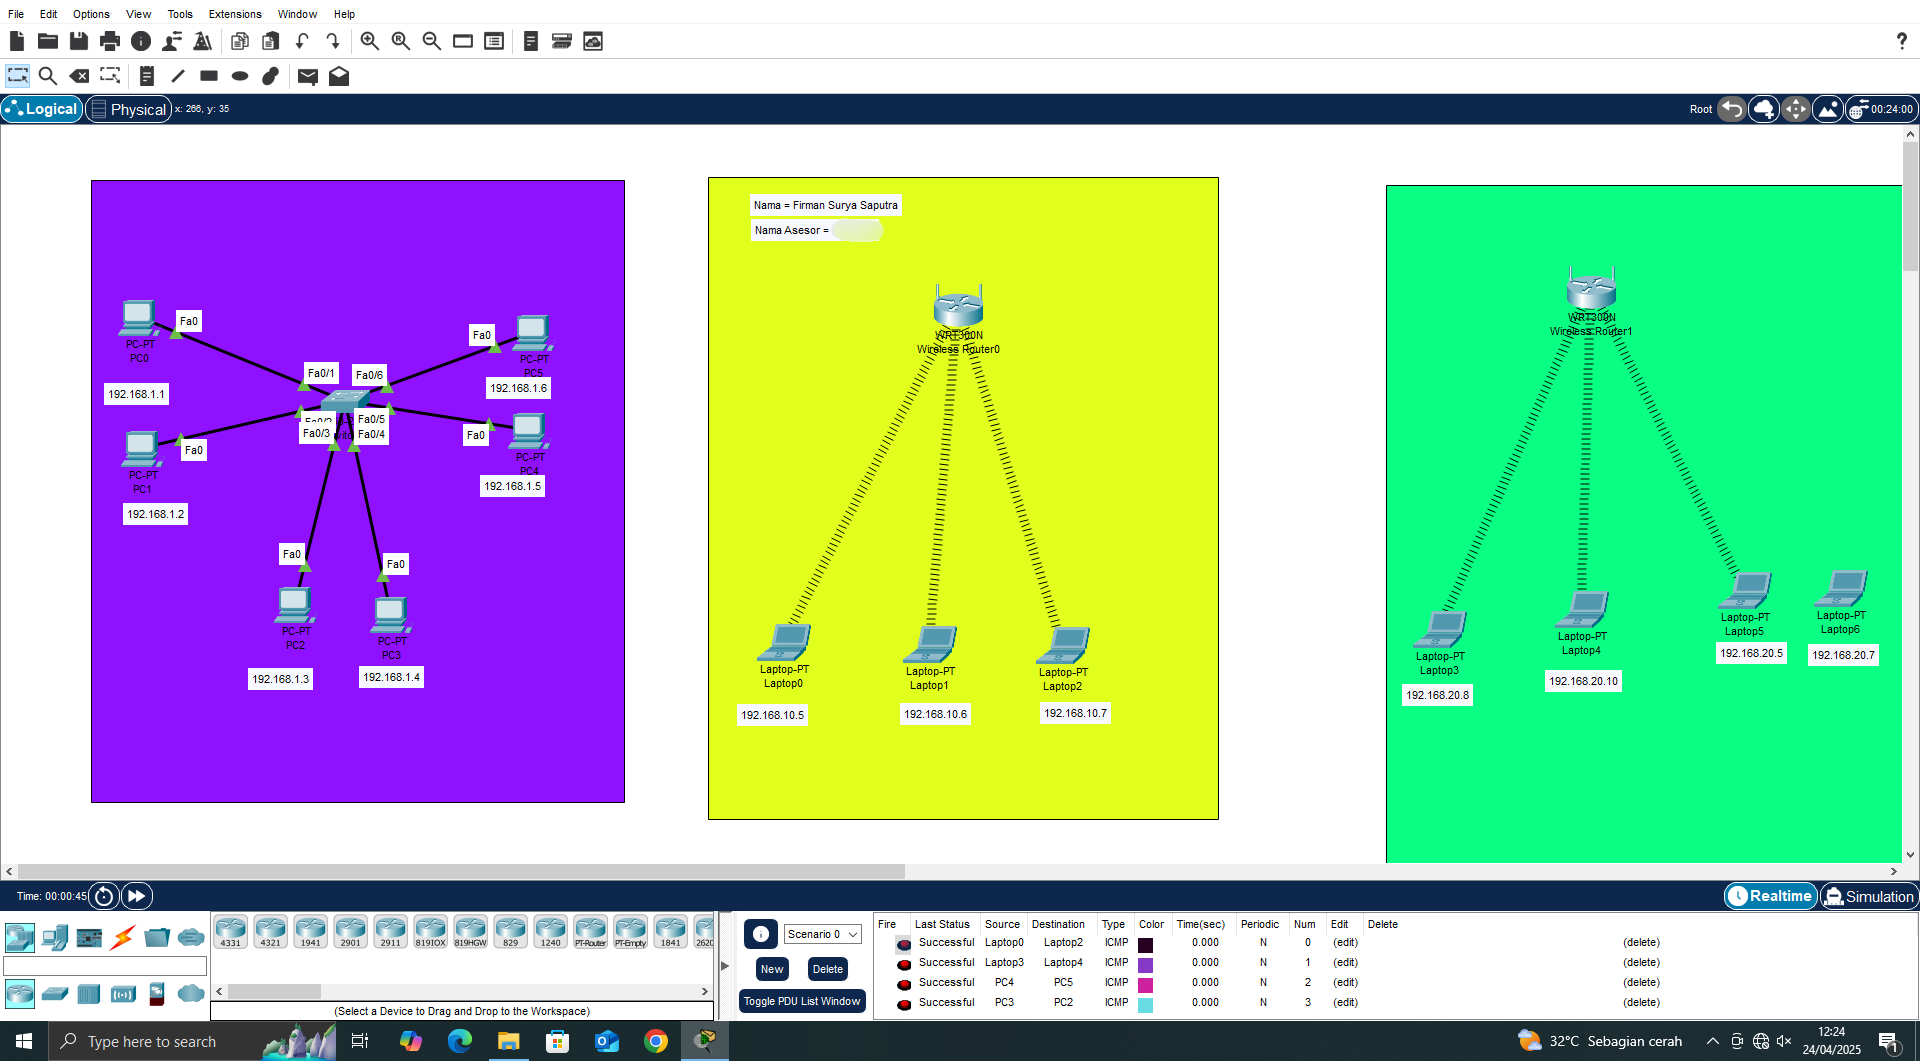 File Edit Options View Tools Extensions Window Help
?
Logical Physical x: 266, y: 35 Root 00:24:00
Nama = Firman Surya Saputra
Nama Asesor =
Fa0
PC-PT
PC0
192.168.1.1
Fa0
PC-PT
PC1
192.168.1.2
Fa0/1
Fa0/6
Fa0/5
Fa0/3
Fa0/4
Fa0
PC-PT
PC5
192.168.1.6
Fa0
PC-PT
PC4
192.168.1.5
Fa0
PC-PT
PC2
192.168.1.3
Fa0
PC-PT
PC3
192.168.1.4
WRT300N
Wireless Router0
Laptop-PT
Laptop0
192.168.10.5
Laptop-PT
Laptop1
192.168.10.6
Laptop-PT
Laptop2
192.168.10.7
WRT300N
Wireless Router1
Laptop-PT
Laptop3
192.168.20.8
Laptop-PT
Laptop4
192.168.20.10
Laptop-PT
Laptop5
192.168.20.5
Laptop-PT
Laptop6
192.168.20.7
Time: 00:00:45 Realtime Simulation
4331 4321 1941 2901 2911 819IOX 819HGW 829 1240 PT-Router PT-Empty 1841 2620
(Select a Device to Drag and Drop to the Workspace)
Scenario 0
New Delete
Toggle PDU List Window
Fire Last Status Source Destination Type Color Time(sec) Periodic Num Edit Delete
Successful Laptop0 Laptop2 ICMP 0.000 N 0 (edit) (delete)
Successful Laptop3 Laptop4 ICMP 0.000 N 1 (edit) (delete)
Successful PC4 PC5 ICMP 0.000 N 2 (edit) (delete)
Successful PC3 PC2 ICMP 0.000 N 3 (edit) (delete)
Type here to search
32°C Sebagian cerah
12:24
24/04/2025
1